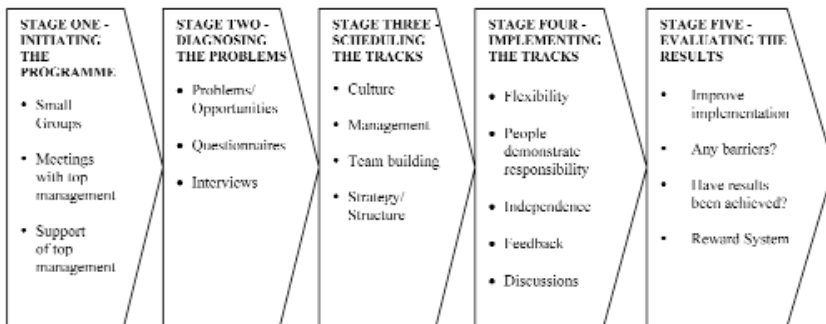 STAGE ONE -
INITIATING
THE
PROGRAMME
• Small
Groups
• Meetings
with top
management
• Support
of top
management
STAGE TWO -
DIAGNOSING
THE PROBLEMS
• Problems/
Opportunities
• Questionnaires
• Interviews
STAGE THREE -
SCHEDULING
THE TRACKS
• Culture
• Management
• Team building
• Strategy/
Structure
STAGE FOUR -
IMPLEMENTING
THE TRACKS
• Flexibility
• People
demonstrate
responsibility
• Independence
• Feedback
• Discussions
STAGE FIVE -
EVALUATING THE
RESULTS
• Improve
implementation
• Any barriers?
• Have results
been achieved?
• Reward System